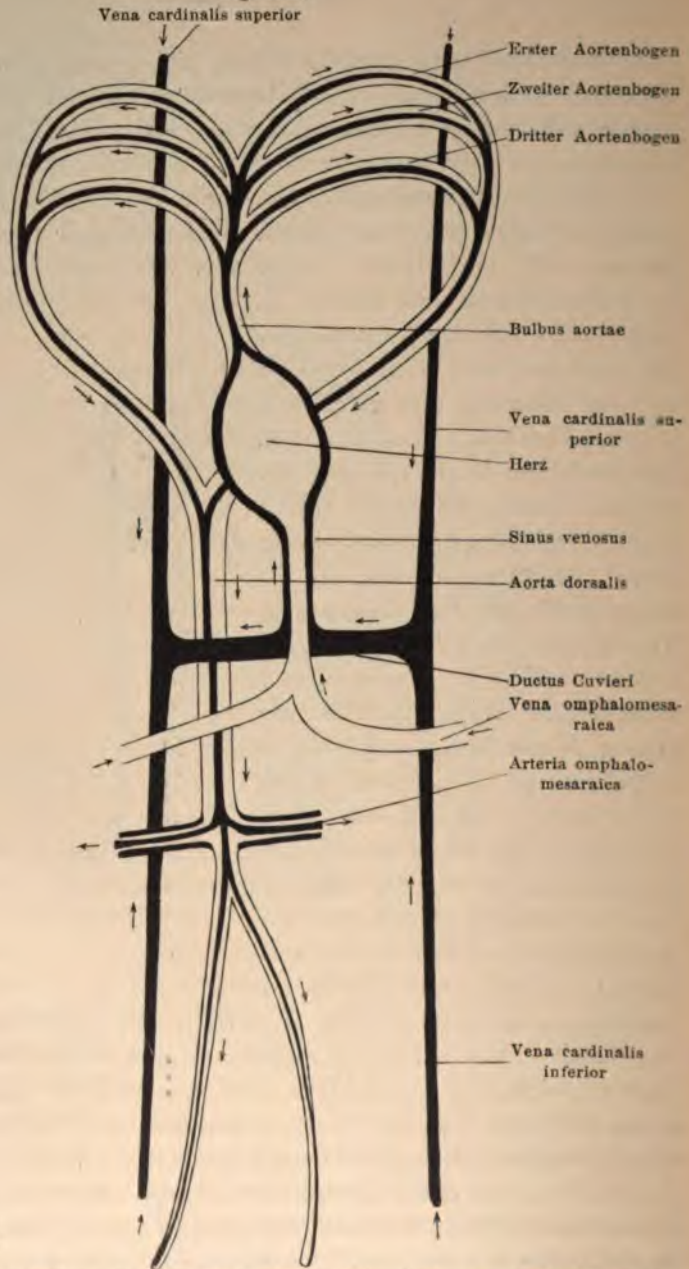 Vena cardinalis superior
Erster Aortenbogen
Zweiter Aortenbogen
Dritter Aortenbogen
Bulbus aortae
Vena cardinalis su-
perior
Herz
Sinus venosus
Aorta dorsalis
Ductus Cuvieri
Vena omphalomesa-
raica
Arteria omphalo-
mesaraica
Vena cardinalis
inferior